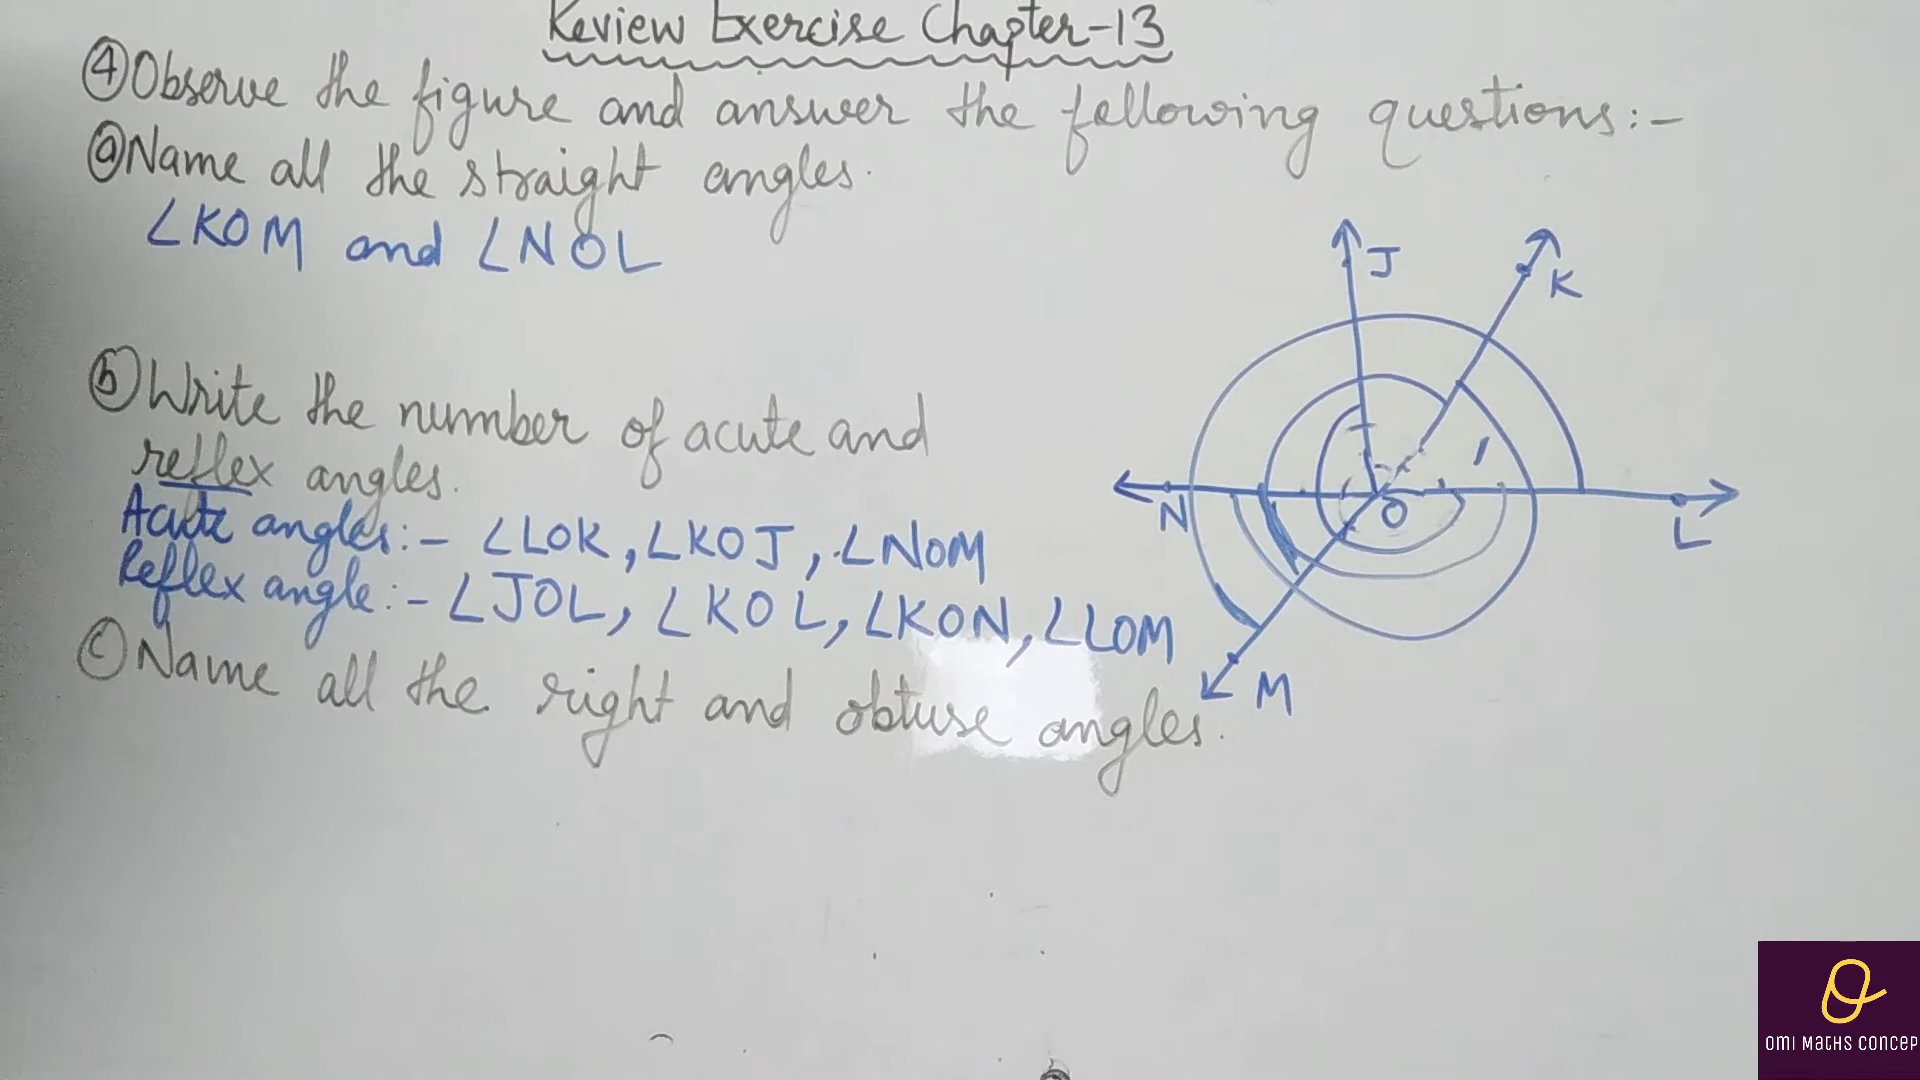 Review Exercise Chapter-13
④ Observe the figure and answer the following questions:-
ⓐ Name all the straight angles.
∠KOM and ∠NOL
ⓑ Write the number of acute and
reflex angles.
Acute angles:- ∠LOK, ∠KOJ, ∠NOM
Reflex angle:- ∠JOL, ∠KOL, ∠KON, ∠LOM
ⓒ Name all the right and obtuse angles.
J
K
N
O
L
M
OMI MATHS CONCEP